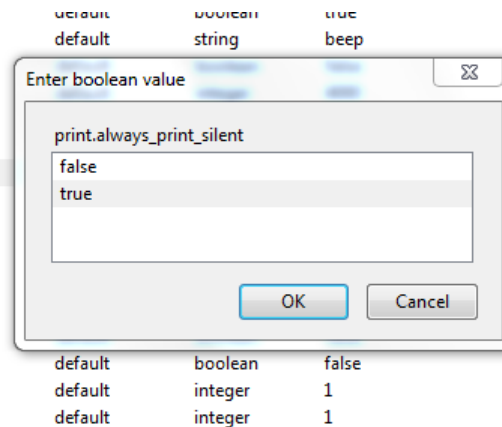 default boolean true
default string beep
Enter boolean value
print.always_print_silent
false
true
OK Cancel
default boolean false
default integer 1
default integer 1